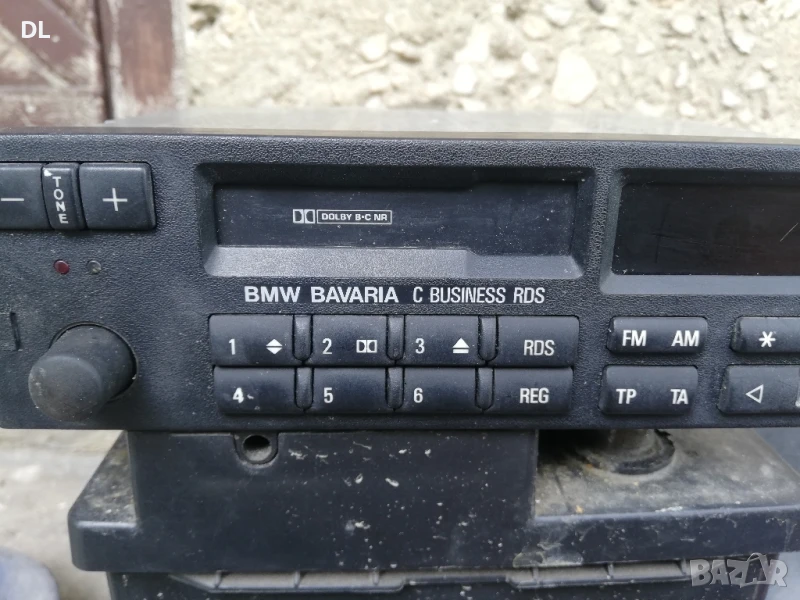 DL
− TONE +
DOLBY B·C NR
BMW BAVARIA C BUSINESS RDS
1 2 3 RDS
FM AM *
4 5 6 REG
TP TA
BAZAR